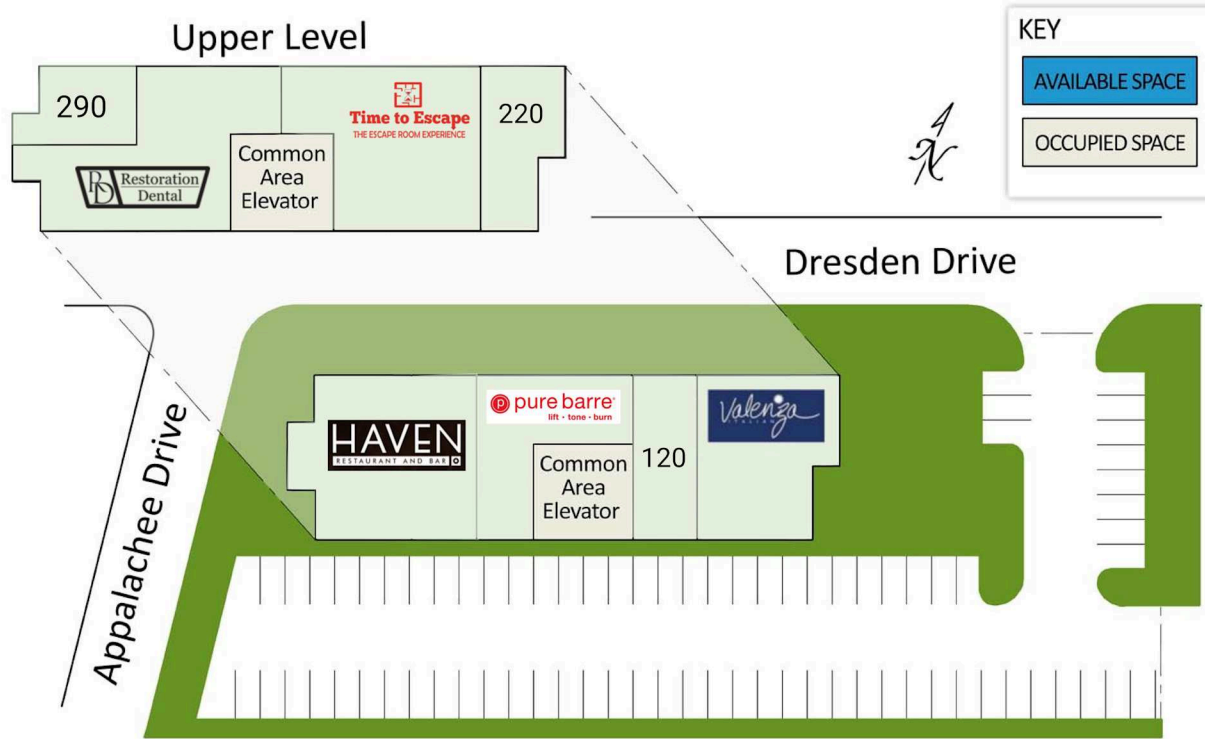 Upper Level
KEY
AVAILABLE SPACE
OCCUPIED SPACE
290
Time to Escape
THE ESCAPE ROOM EXPERIENCE
220
Common
Area
Elevator
RD Restoration
Dental
N
Dresden Drive
Appalachee Drive
HAVEN
RESTAURANT AND BAR
p pure barre
lift • tone • burn
Common
Area
Elevator
120
Valenza
ITALIAN